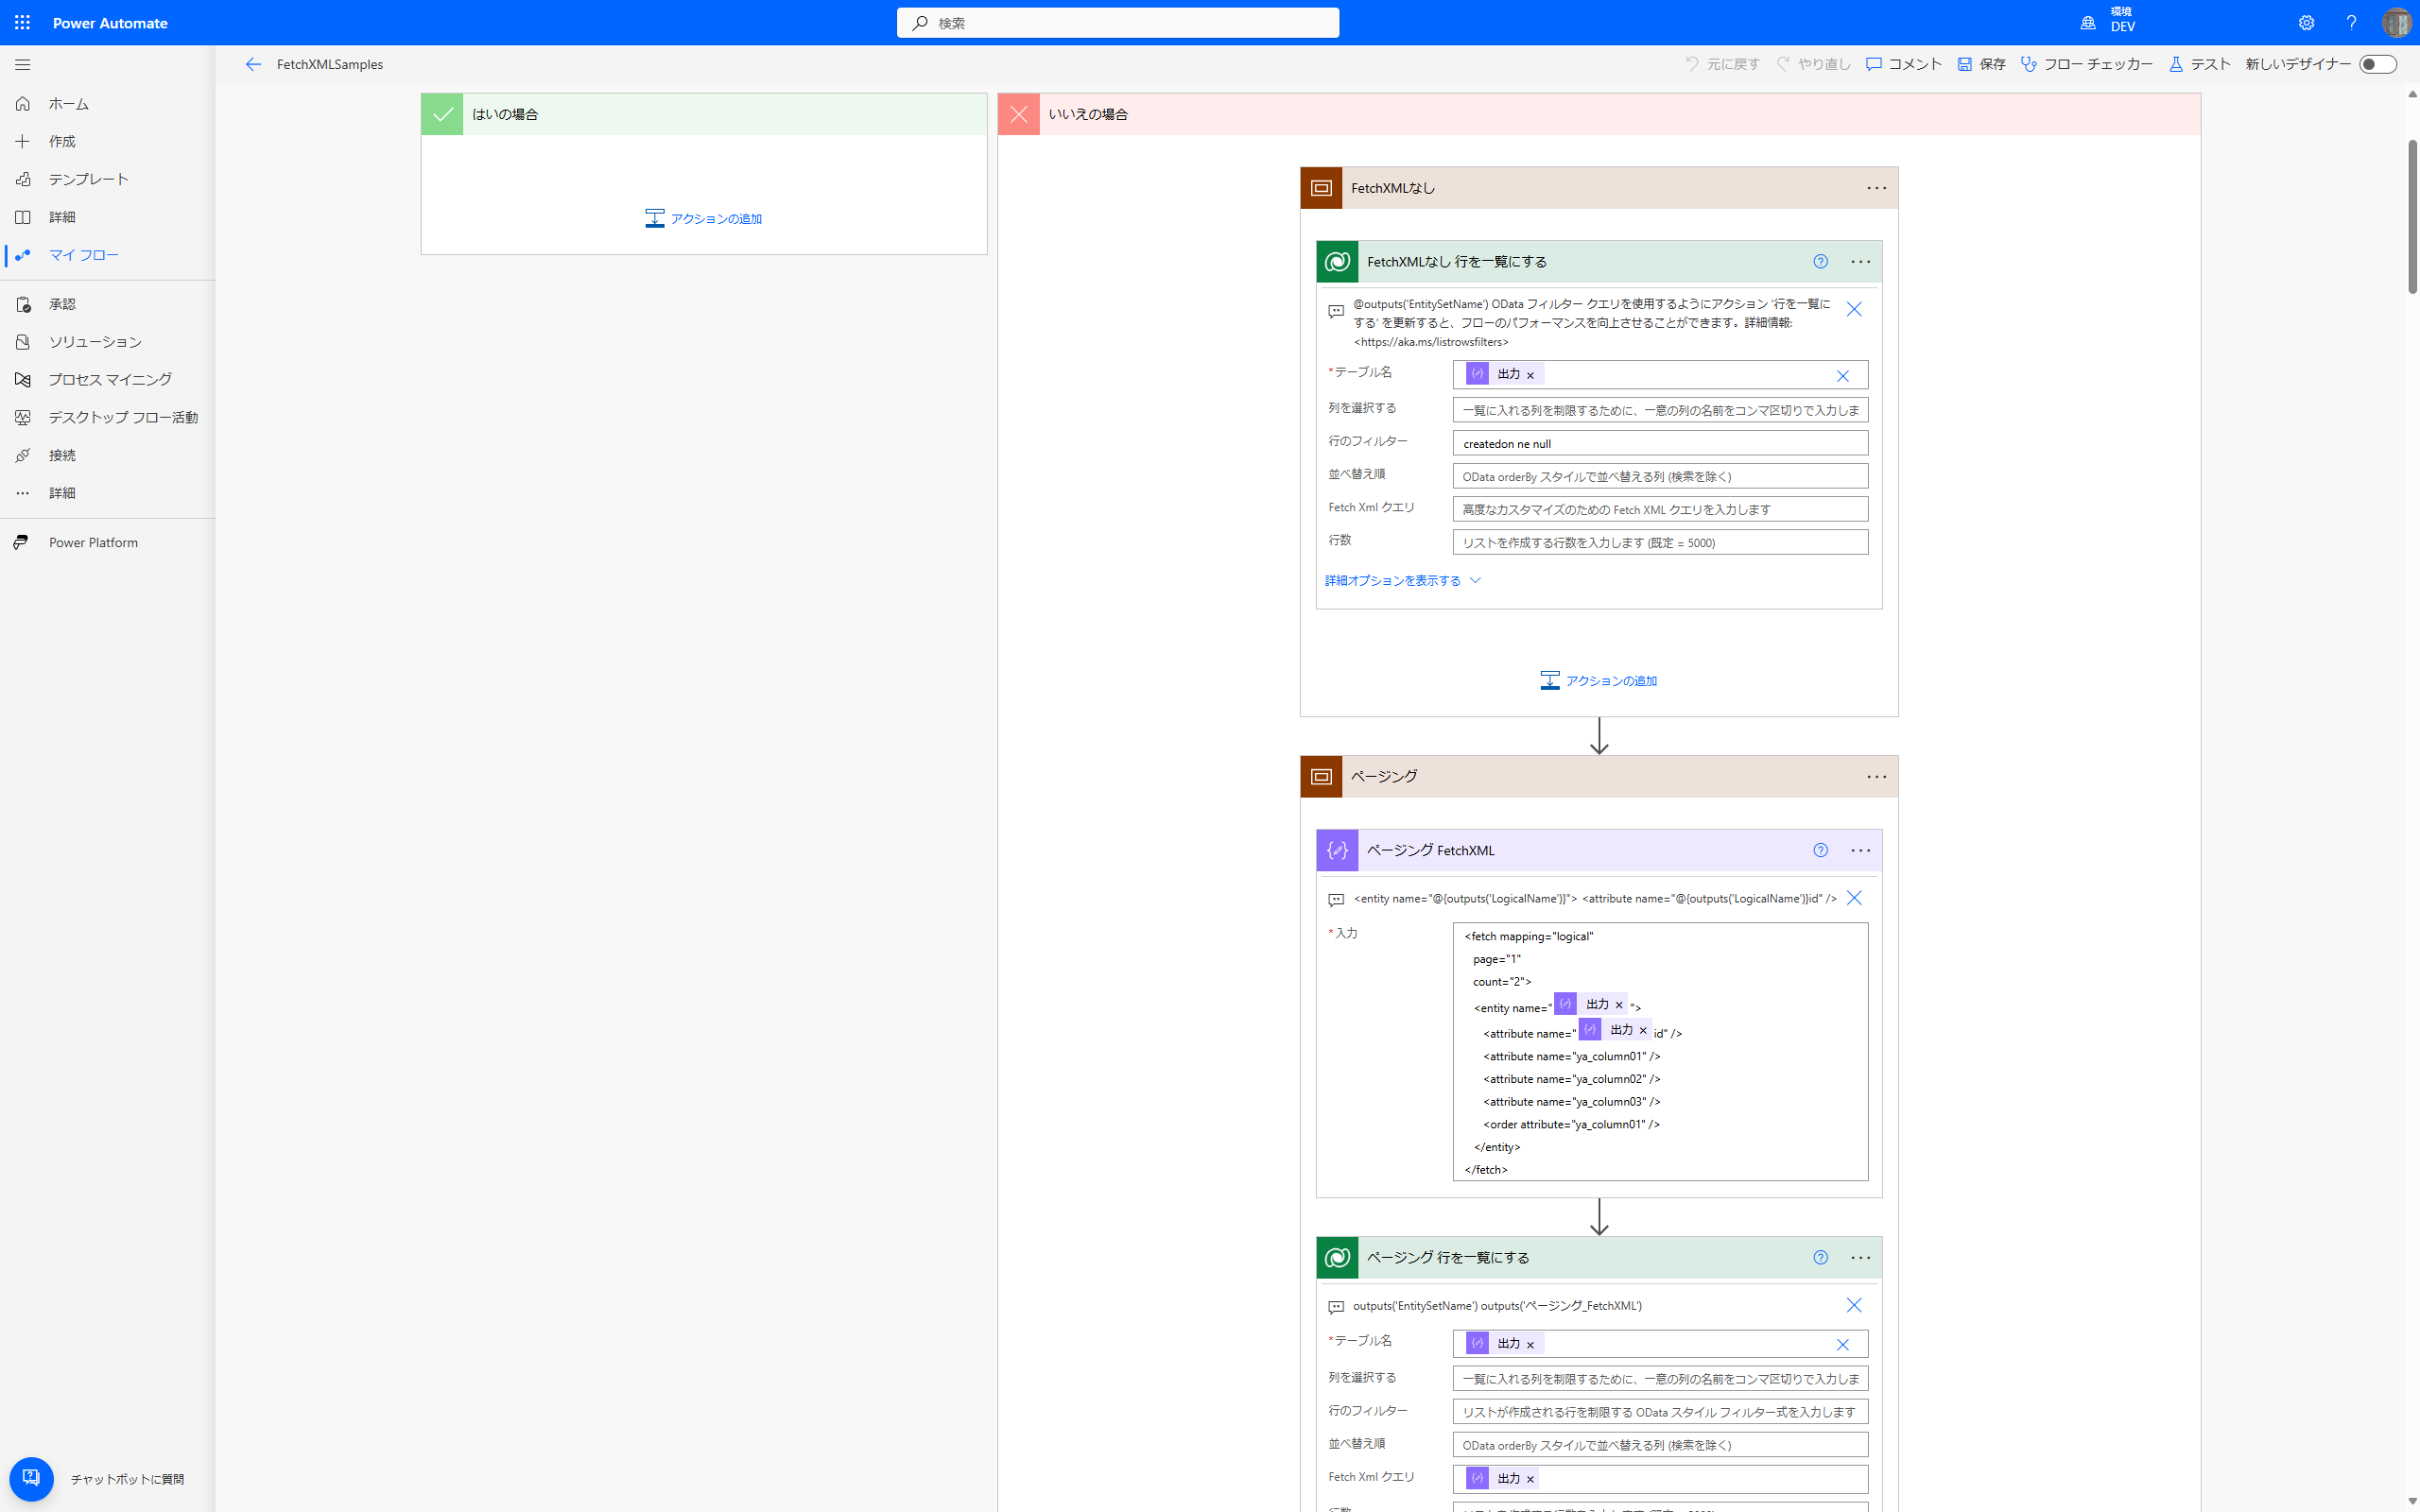 Power Automate
検索
環境
DEV
FetchXMLSamples
元に戻す
やり直し
コメント
保存
フロー チェッカー
テスト
新しいデザイナー
ホーム
作成
テンプレート
詳細
マイ フロー
承認
ソリューション
プロセス マイニング
デスクトップ フロー活動
接続
詳細
Power Platform
チャットボットに質問
はいの場合
アクションの追加
いいえの場合
FetchXMLなし
FetchXMLなし 行を一覧にする
@outputs('EntitySetName') OData フィルター クエリを使用するようにアクション '行を一覧に
する' を更新すると、フローのパフォーマンスを向上させることができます。詳細情報:
<https://aka.ms/listrowsfilters>
*テーブル名
出力 ×
列を選択する
一覧に入れる列を制限するために、一意の列の名前をコンマ区切りで入力しま
行のフィルター
createdon ne null
並べ替え順
OData orderBy スタイルで並べ替える列 (検索を除く)
Fetch Xml クエリ
高度なカスタマイズのための Fetch XML クエリを入力します
行数
リストを作成する行数を入力します (既定 = 5000)
詳細オプションを表示する
アクションの追加
ページング
ページング FetchXML
<entity name="@{outputs('LogicalName')}"> <attribute name="@{outputs('LogicalName')}id" />
*入力
<fetch mapping="logical"
page="1"
count="2">
<entity name=" 出力 × ">
<attribute name=" 出力 × id" />
<attribute name="ya_column01" />
<attribute name="ya_column02" />
<attribute name="ya_column03" />
<order attribute="ya_column01" />
</entity>
</fetch>
ページング 行を一覧にする
outputs('EntitySetName') outputs('ページング_FetchXML')
*テーブル名
出力 ×
列を選択する
一覧に入れる列を制限するために、一意の列の名前をコンマ区切りで入力しま
行のフィルター
リストが作成される行を制限する OData スタイル フィルター式を入力します
並べ替え順
OData orderBy スタイルで並べ替える列 (検索を除く)
Fetch Xml クエリ
出力 ×